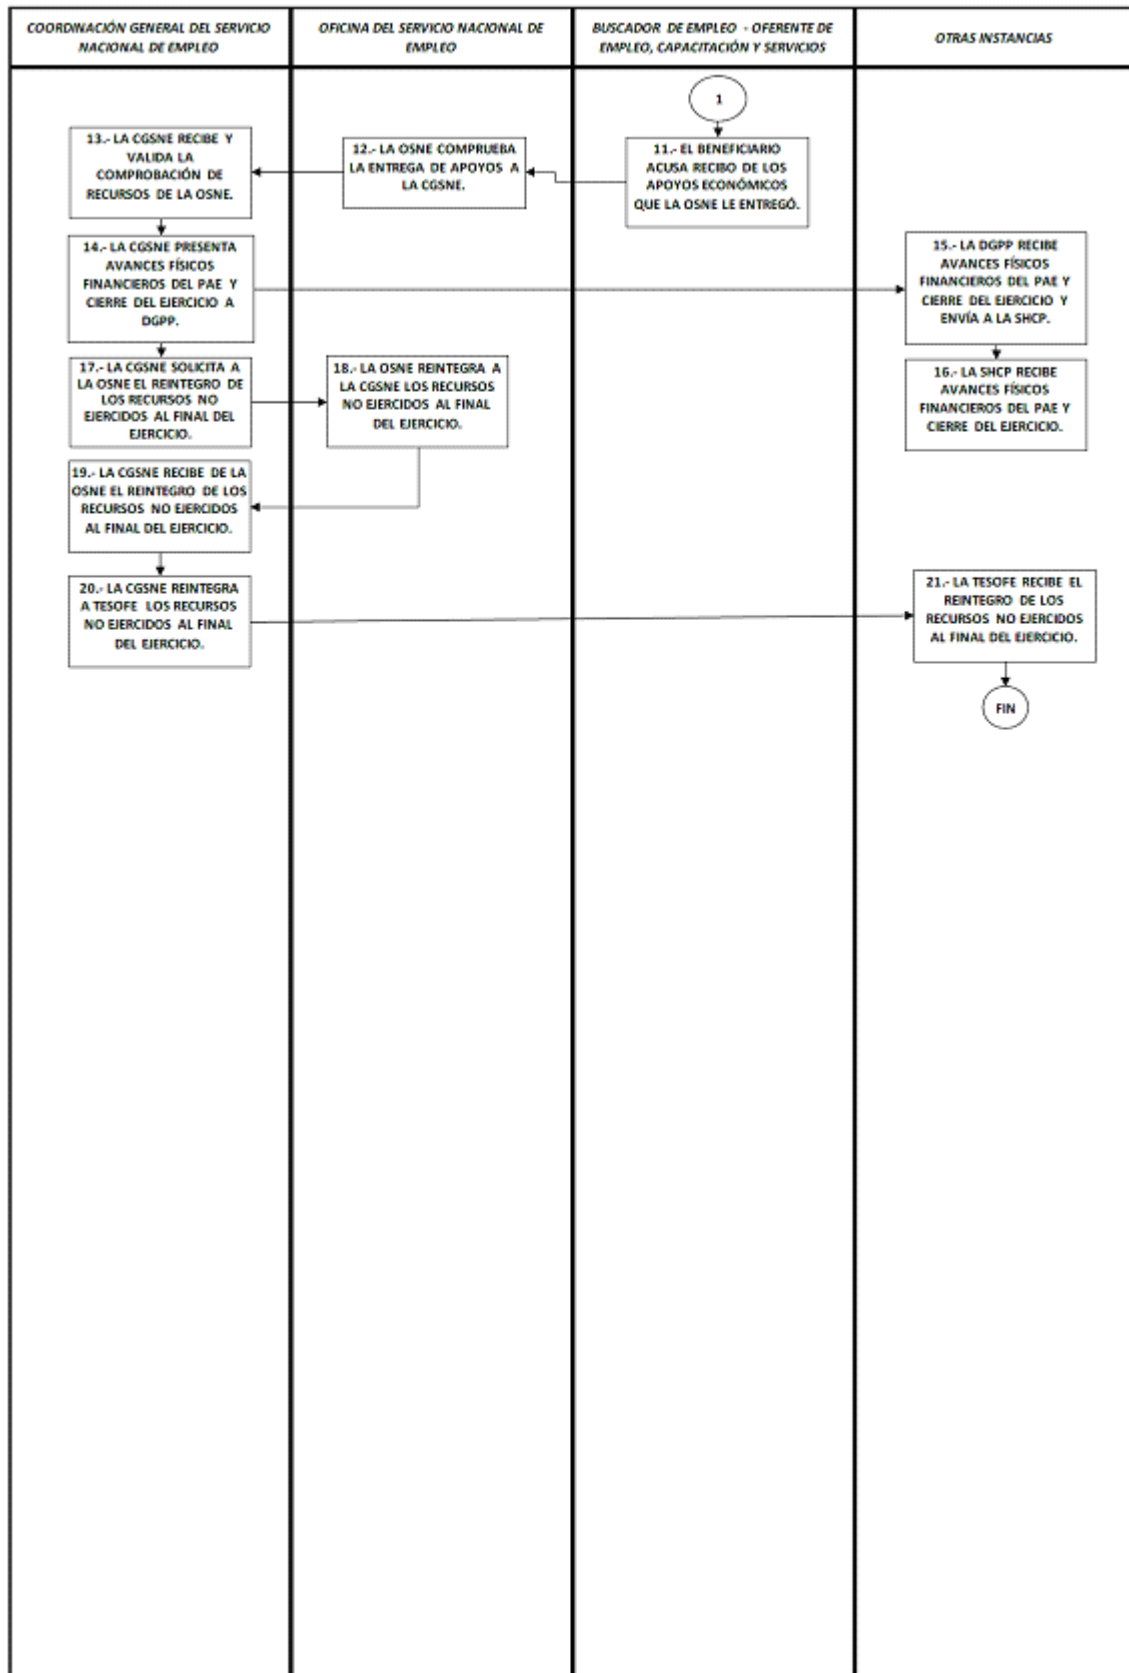 COORDINACIÓN GENERAL DEL SERVICIO
NACIONAL DE EMPLEO
OFICINA DEL SERVICIO NACIONAL DE
EMPLEO
BUSCADOR DE EMPLEO - OFERENTE DE
EMPLEO, CAPACITACIÓN Y SERVICIOS
OTRAS INSTANCIAS
1
11.- EL BENEFICIARIO
ACUSA RECIBO DE LOS
APOYOS ECONÓMICOS
QUE LA OSNE LE ENTREGÓ.
12.- LA OSNE COMPRUEBA
LA ENTREGA DE APOYOS A
LA CGSNE.
13.- LA CGSNE RECIBE Y
VALIDA LA
COMPROBACIÓN DE
RECURSOS DE LA OSNE.
14.- LA CGSNE PRESENTA
AVANCES FÍSICOS
FINANCIEROS DEL PAE Y
CIERRE DEL EJERCICIO A
DGPP.
15.- LA DGPP RECIBE
AVANCES FÍSICOS
FINANCIEROS DEL PAE Y
CIERRE DEL EJERCICIO Y
ENVÍA A LA SHCP.
16.- LA SHCP RECIBE
AVANCES FÍSICOS
FINANCIEROS DEL PAE Y
CIERRE DEL EJERCICIO.
17.- LA CGSNE SOLICITA A
LA OSNE EL REINTEGRO DE
LOS RECURSOS NO
EJERCIDOS AL FINAL DEL
EJERCICIO.
18.- LA OSNE REINTEGRA A
LA CGSNE LOS RECURSOS
NO EJERCIDOS AL FINAL
DEL EJERCICIO.
19.- LA CGSNE RECIBE DE LA
OSNE EL REINTEGRO DE LOS
RECURSOS NO EJERCIDOS
AL FINAL DEL EJERCICIO.
20.- LA CGSNE REINTEGRA
A TESOFE LOS RECURSOS
NO EJERCIDOS AL FINAL
DEL EJERCICIO.
21.- LA TESOFE RECIBE EL
REINTEGRO DE LOS
RECURSOS NO EJERCIDOS
AL FINAL DEL EJERCICIO.
FIN